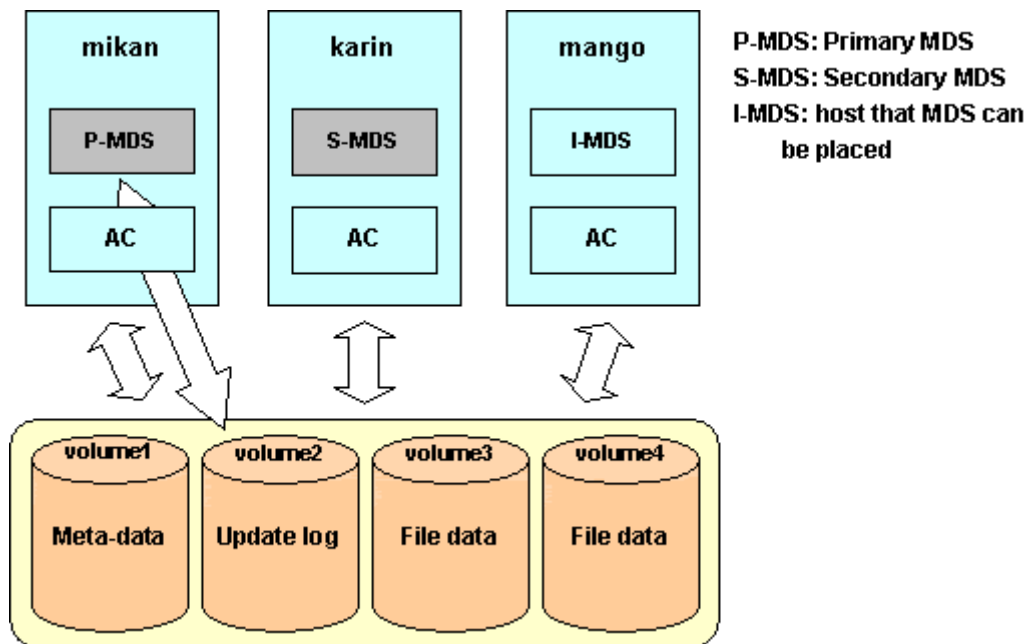 mikan
P-MDS
AC
karin
S-MDS
AC
mango
I-MDS
AC
P-MDS: Primary MDS
S-MDS: Secondary MDS
I-MDS: host that MDS can
be placed
volume1
Meta-data
volume2
Update log
volume3
File data
volume4
File data